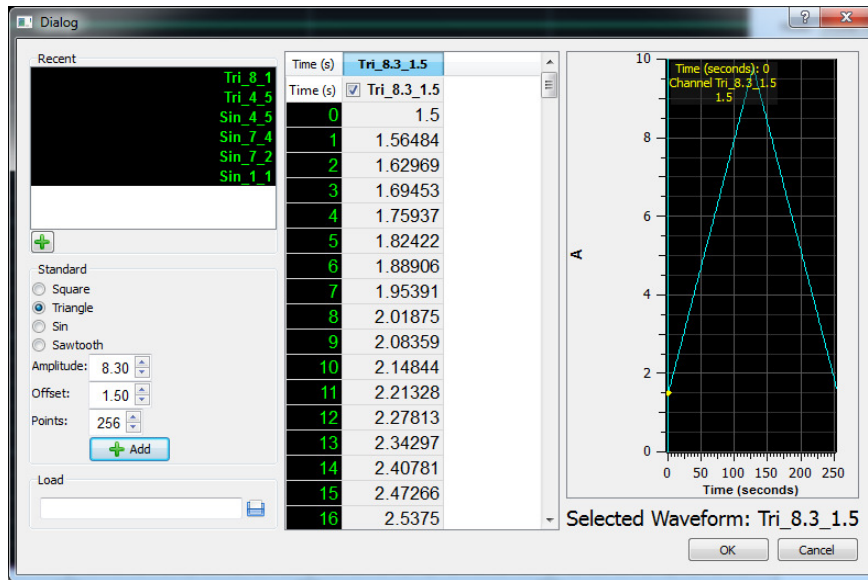 Dialog
Recent
Tri_8_1
Tri_4_5
Sin_4_5
Sin_7_4
Sin_7_2
Sin_1_1
Standard
Square
Triangle
Sin
Sawtooth
Amplitude: 8.30
Offset: 1.50
Points: 256
Add
Load
Time (s) Tri_8.3_1.5
Time (s) Tri_8.3_1.5
0 1.5
1 1.56484
2 1.62969
3 1.69453
4 1.75937
5 1.82422
6 1.88906
7 1.95391
8 2.01875
9 2.08359
10 2.14844
11 2.21328
12 2.27813
13 2.34297
14 2.40781
15 2.47266
16 2.5375
Time (seconds): 0
Channel Tri_8.3_1.5
1.5
10
8
6
4
2
0
A
0 50 100 150 200 250
Time (seconds)
Selected Waveform: Tri_8.3_1.5
OK Cancel